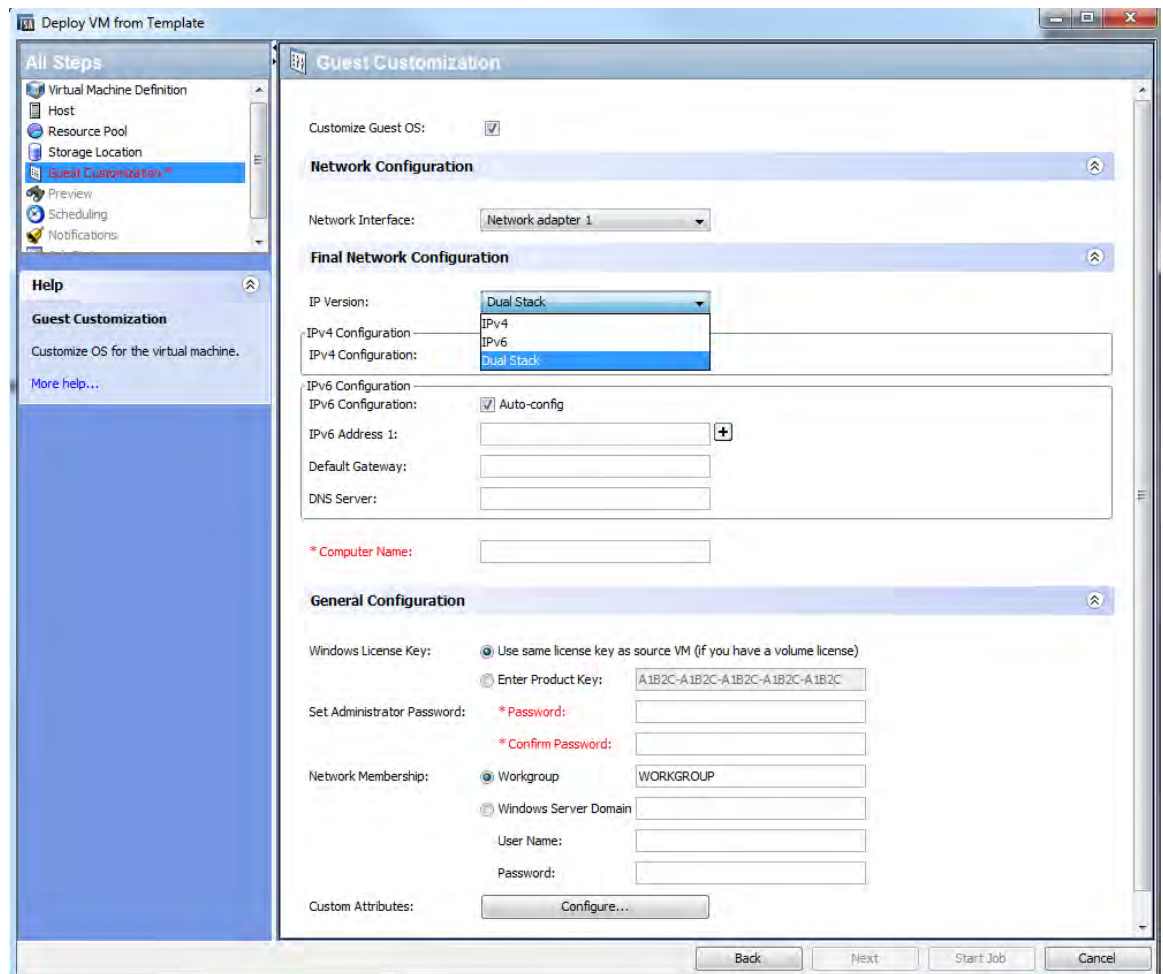 SA Deploy VM from Template
All Steps
Virtual Machine Definition
Host
Resource Pool
Storage Location
Guest Customization *
Preview
Scheduling
Notifications
Help
Guest Customization
Customize OS for the virtual machine.
More help...
Guest Customization
Customize Guest OS:
Network Configuration
Network Interface: Network adapter 1
Final Network Configuration
IP Version: Dual Stack
IPv4
IPv6
Dual Stack
IPv4 Configuration
IPv4 Configuration:
IPv6 Configuration
IPv6 Configuration: Auto-config
IPv6 Address 1:
Default Gateway:
DNS Server:
* Computer Name:
General Configuration
Windows License Key: Use same license key as source VM (if you have a volume license)
Enter Product Key: A1B2C-A1B2C-A1B2C-A1B2C-A1B2C
Set Administrator Password: * Password:
* Confirm Password:
Network Membership: Workgroup WORKGROUP
Windows Server Domain
User Name:
Password:
Custom Attributes: Configure...
Back Next Start Job Cancel